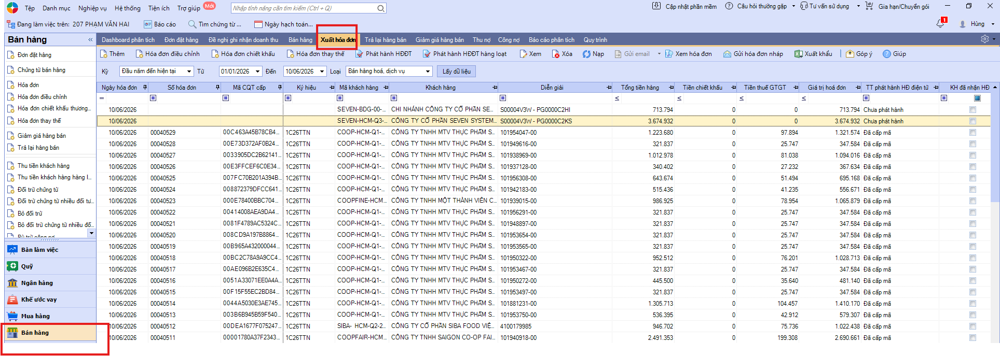 Tệp Danh mục Nghiệp vụ Hệ thống Tiện ích Trợ giúp Mới Nhập tính năng cần tìm kiếm (Ctrl + Q) Cập nhật phần mềm Câu hỏi thường gặp Tư vấn sử dụng Gia hạn/Chuyển gói
Đang làm việc trên: 207 PHẠM VĂN HAI Báo cáo Tìm chứng từ ... Ngày hạch toán... 1 Hùng
Bán hàng « Dashboard phân tích Đơn đặt hàng Đề nghị ghi nhận doanh thu Bán hàng Xuất hóa đơn Trả lại hàng bán Giảm giá hàng bán Thu nợ Công nợ Báo cáo phân tích Quy trình
Thêm Hóa đơn điều chỉnh Hóa đơn chiết khấu Hóa đơn thay thế Phát hành HĐĐT Phát hành HĐĐT hàng loạt Xem Xóa Nạp Gửi email Xem hóa đơn Gửi hóa đơn nháp Xuất khẩu Góp ý Giúp
Kỳ Đầu năm đến hiện tại Từ 01/01/2026 Đến 10/06/2026 Loại Bán hàng hoá, dịch vụ Lấy dữ liệu
Đơn đặt hàng
Chứng từ bán hàng
Hóa đơn
Hóa đơn điều chỉnh
Hóa đơn chiết khấu thương...
Hóa đơn thay thế
Giảm giá hàng bán
Trả lại hàng bán
Thu tiền khách hàng
Thu tiền khách hàng hàng l...
Đối trừ chứng từ
Đối trừ chứng từ nhiều đối tư...
Bỏ đối trừ
Bỏ đối trừ chứng từ nhiều đố...
Bù trừ công nợ
Bàn làm việc
Quỹ
Ngân hàng
Khế ước vay
Mua hàng
Bán hàng
Ngày hóa đơn Số hóa đơn Mã CQT cấp Ký hiệu Mã khách hàng Khách hàng Diễn giải Tổng tiền hàng Tiền chiết khấu Tiền thuế GTGT Giá trị hoá đơn TT phát hành HĐ điện tử KH đã nhận HĐ
= ≤ ≤ ≤ ≤
10/06/2026 SEVEN-BDG-00-... CHI NHÁNH CÔNG TY CỔ PHẦN SE... S00004V3W - PG0000C2HI 713.794 0 0 713.794 Chưa phát hành
10/06/2026 SEVEN-HCM-Q3-... CÔNG TY CỔ PHẦN SEVEN SYSTEM... S00004V3W - PG0000C2KS 3.674.932 0 0 3.674.932 Chưa phát hành
10/06/2026 00040529 00C463A45B78CB4... 1C26TTN COOP-HCM-Q1-... CÔNG TY TNHH MTV THỰC PHẨM S... 101954047-00 1.223.680 0 97.894 1.321.574 Đã cấp mã
10/06/2026 00040528 00E73D372AF0B24... 1C26TTN COOP-HCM-Q1-... CÔNG TY TNHH MTV THỰC PHẨM S... 101949616-00 321.837 0 25.747 347.584 Đã cấp mã
10/06/2026 00040527 0033905DC2B62141... 1C26TTN COOP-HCM-Q1-... CÔNG TY TNHH MTV THỰC PHẨM S... 101938969-00 1.012.978 0 81.038 1.094.016 Đã cấp mã
10/06/2026 00040526 00E3FFCEF6C0E34... 1C26TTN COOP-HCM-Q1-... CÔNG TY TNHH MTV THỰC PHẨM S... 101937128-00 340.402 0 27.232 367.634 Đã cấp mã
10/06/2026 00040525 007FC70B201A394B... 1C26TTN COOP-HCM-Q1-... CÔNG TY TNHH MTV THỰC PHẨM S... 101956308-00 643.674 0 51.494 695.168 Đã cấp mã
10/06/2026 00040524 008872379DFCC641... 1C26TTN COOP-HCM-Q1-... CÔNG TY TNHH MTV THỰC PHẨM S... 101942183-00 515.436 0 41.235 556.671 Đã cấp mã
10/06/2026 00040523 000E78400BBC704... 1C26TTN COOPFINE-HCM... CÔNG TY TNHH MỘT THÀNH VIÊN C... 101939015-00 986.925 0 78.954 1.065.879 Đã cấp mã
10/06/2026 00040522 00414008AEA9DA4... 1C26TTN COOP-HCM-Q1-... CÔNG TY TNHH MTV THỰC PHẨM S... 101956291-00 321.837 0 25.747 347.584 Đã cấp mã
10/06/2026 00040521 0081F4789AC5324C... 1C26TTN COOP-HCM-Q1-... CÔNG TY TNHH MTV THỰC PHẨM S... 101948897-00 321.837 0 25.747 347.584 Đã cấp mã
10/06/2026 00040520 008CD9A197B8864... 1C26TTN COOP-HCM-Q1-... CÔNG TY TNHH MTV THỰC PHẨM S... 101953654-00 321.837 0 25.747 347.584 Đã cấp mã
10/06/2026 00040519 00B965A432000044... 1C26TTN COOP-HCM-Q1-... CÔNG TY TNHH MTV THỰC PHẨM S... 101953565-00 321.837 0 25.747 347.584 Đã cấp mã
10/06/2026 00040518 00BC2C78A9A9CC4... 1C26TTN COOP-HCM-Q1-... CÔNG TY TNHH MTV THỰC PHẨM S... 101950322-00 952.512 0 76.201 1.028.713 Đã cấp mã
10/06/2026 00040517 00AE096B2E635C4... 1C26TTN COOP-HCM-Q1-... CÔNG TY TNHH MTV THỰC PHẨM S... 101953467-00 321.837 0 25.747 347.584 Đã cấp mã
10/06/2026 00040516 0051A33071EE0A4A... 1C26TTN COOP-HCM-Q1-... CÔNG TY TNHH MTV THỰC PHẨM S... 101950272-00 445.500 0 35.640 481.140 Đã cấp mã
10/06/2026 00040515 00F15F55EC2BD84... 1C26TTN COOP-HCM-Q1-... CÔNG TY TNHH MTV THỰC PHẨM S... 101953497-00 321.837 0 25.747 347.584 Đã cấp mã
10/06/2026 00040514 0044A5030E3AE745... 1C26TTN COOP-HCM-Q1-... CÔNG TY TNHH MTV THỰC PHẨM S... 101881231-00 1.305.713 0 104.457 1.410.170 Đã cấp mã
10/06/2026 00040513 003B6B945B59F540... 1C26TTN COOP-HCM-Q1-... CÔNG TY TNHH MTV THỰC PHẨM S... 101953750-00 536.395 0 42.912 579.307 Đã cấp mã
10/06/2026 00040512 00DEA1677F075247... 1C26TTN SIBA- HCM-Q2-2... CÔNG TY CỔ PHẦN SIBA FOOD VIỆ... 4100179985 946.702 0 75.736 1.022.438 Đã cấp mã
10/06/2026 00040511 00001780A37F2343... 1C26TTN COOPFAIR-HCM... CÔNG TY TNHH SAIGON CO-OP FAI... 101940918-00 2.491.353 0 199.308 2.690.661 Đã cấp mã